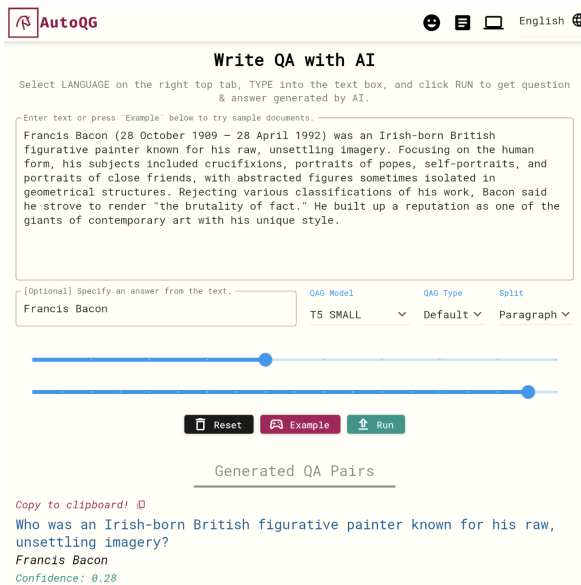 AutoQG
English
Write QA with AI
Select LANGUAGE on the right top tab, TYPE into the text box, and click RUN to get question
& answer generated by AI.
Enter text or press `Example` below to try sample documents.
Francis Bacon (28 October 1909 – 28 April 1992) was an Irish-born British
figurative painter known for his raw, unsettling imagery. Focusing on the human
form, his subjects included crucifixions, portraits of popes, self-portraits, and
portraits of close friends, with abstracted figures sometimes isolated in
geometrical structures. Rejecting various classifications of his work, Bacon said
he strove to render "the brutality of fact." He built up a reputation as one of the
giants of contemporary art with his unique style.
[Optional] Specify an answer from the text.
Francis Bacon
QAG Model
T5 SMALL
QAG Type
Default
Split
Paragraph
Reset
Example
Run
Generated QA Pairs
Copy to clipboard!
Who was an Irish-born British figurative painter known for his raw,
unsettling imagery?
Francis Bacon
Confidence: 0.28